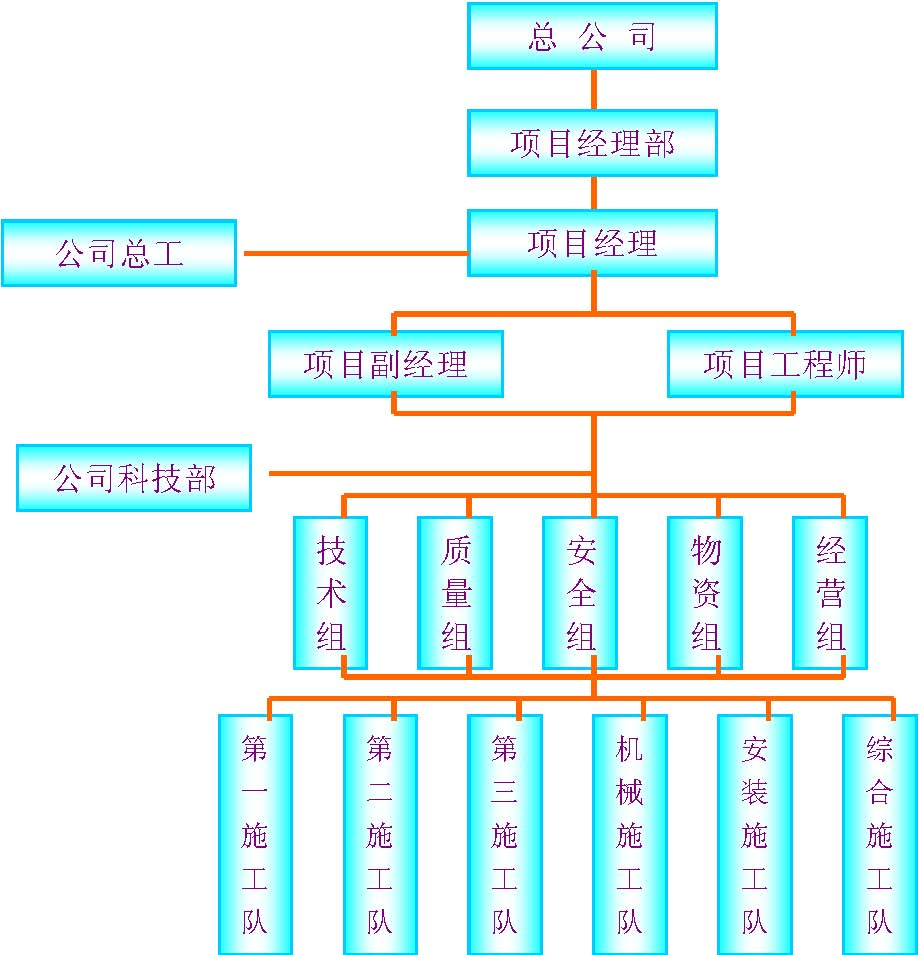 总 公 司
项目经理部
项目经理
公司总工
项目副经理
项目工程师
公司科技部
技术组
质量组
安全组
物资组
经营组
第一施工队
第二施工队
第三施工队
机械施工队
安装施工队
综合施工队